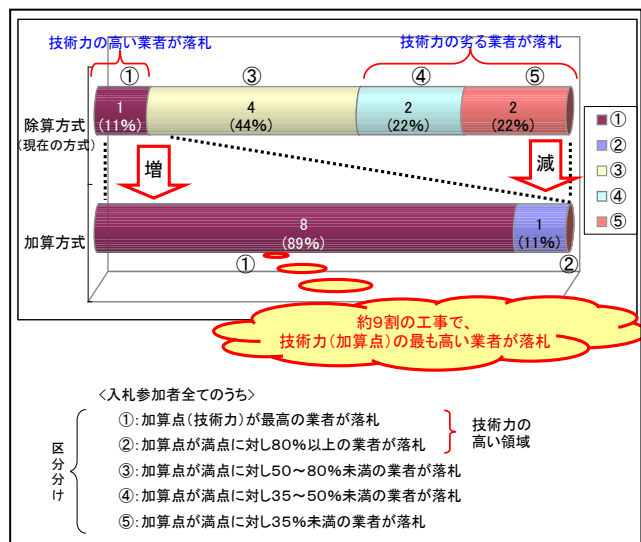 技術力の高い業者が落札
技術力の劣る業者が落札
①
③
④
⑤
除算方式
(現在の方式)
1
(11%)
4
(44%)
2
(22%)
2
(22%)
①
②
③
④
⑤
増
減
加算方式
8
(89%)
1
(11%)
①
②
約9割の工事で、
技術力(加算点)の最も高い業者が落札
<入札参加者全てのうち>
区分分け
①:加算点(技術力)が最高の業者が落札
②:加算点が満点に対し80%以上の業者が落札
技術力の
高い領域
③:加算点が満点に対し50~80%未満の業者が落札
④:加算点が満点に対し35~50%未満の業者が落札
⑤:加算点が満点に対し35%未満の業者が落札